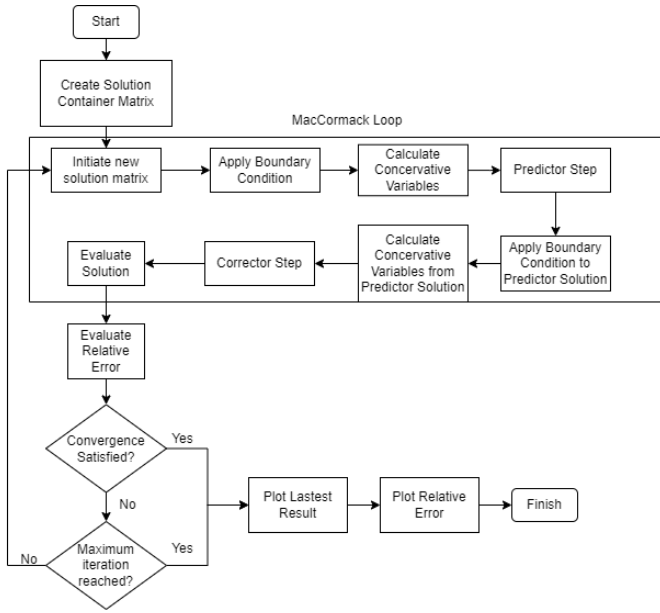 Start
Create Solution
Container Matrix
MacCormack Loop
Initiate new
solution matrix
Apply Boundary
Condition
Calculate
Concervative
Variables
Predictor Step
Evaluate
Solution
Corrector Step
Calculate
Concervative
Variables from
Predictor Solution
Apply Boundary
Condition to
Predictor Solution
Evaluate
Relative
Error
Convergence
Satisfied?
Yes
No
Plot Lastest
Result
Plot Relative
Error
Finish
Maximum
iteration
reached?
Yes
No